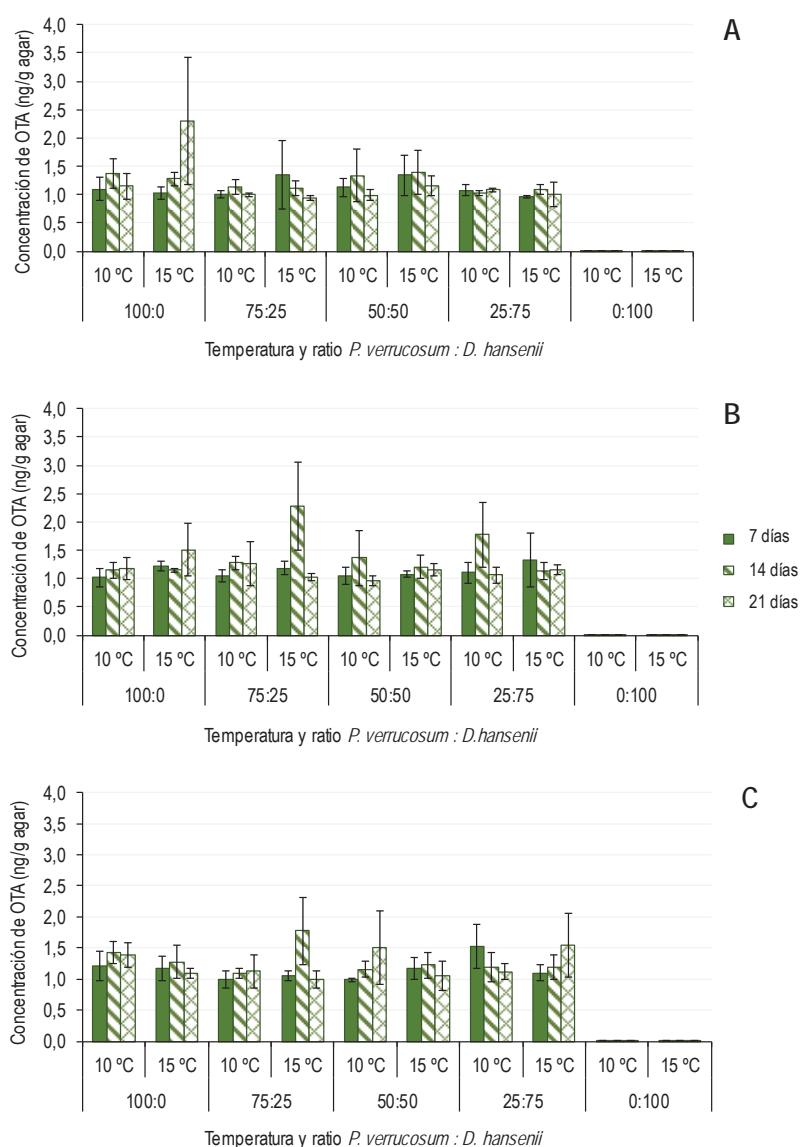 A
Concentración de OTA (ng/g agar)
4,0
3,5
3,0
2,5
2,0
1,5
1,0
0,5
0,0
10 ºC 15 ºC 10 ºC 15 ºC 10 ºC 15 ºC 10 ºC 15 ºC 10 ºC 15 ºC
100:0 75:25 50:50 25:75 0:100
Temperatura y ratio P. verrucosum : D. hansenii
B
Concentración de OTA (ng/g agar)
4,0
3,5
3,0
2,5
2,0
1,5
1,0
0,5
0,0
10 ºC 15 ºC 10 ºC 15 ºC 10 ºC 15 ºC 10 ºC 15 ºC 10 ºC 15 ºC
100:0 75:25 50:50 25:75 0:100
Temperatura y ratio P. verrucosum : D.hansenii
7 días
14 días
21 días
C
Concentración de OTA (ng/g agar)
4,0
3,5
3,0
2,5
2,0
1,5
1,0
0,5
0,0
10 ºC 15 ºC 10 ºC 15 ºC 10 ºC 15 ºC 10 ºC 15 ºC 10 ºC 15 ºC
100:0 75:25 50:50 25:75 0:100
Temperatura y ratio P. verrucosum : D. hansenii